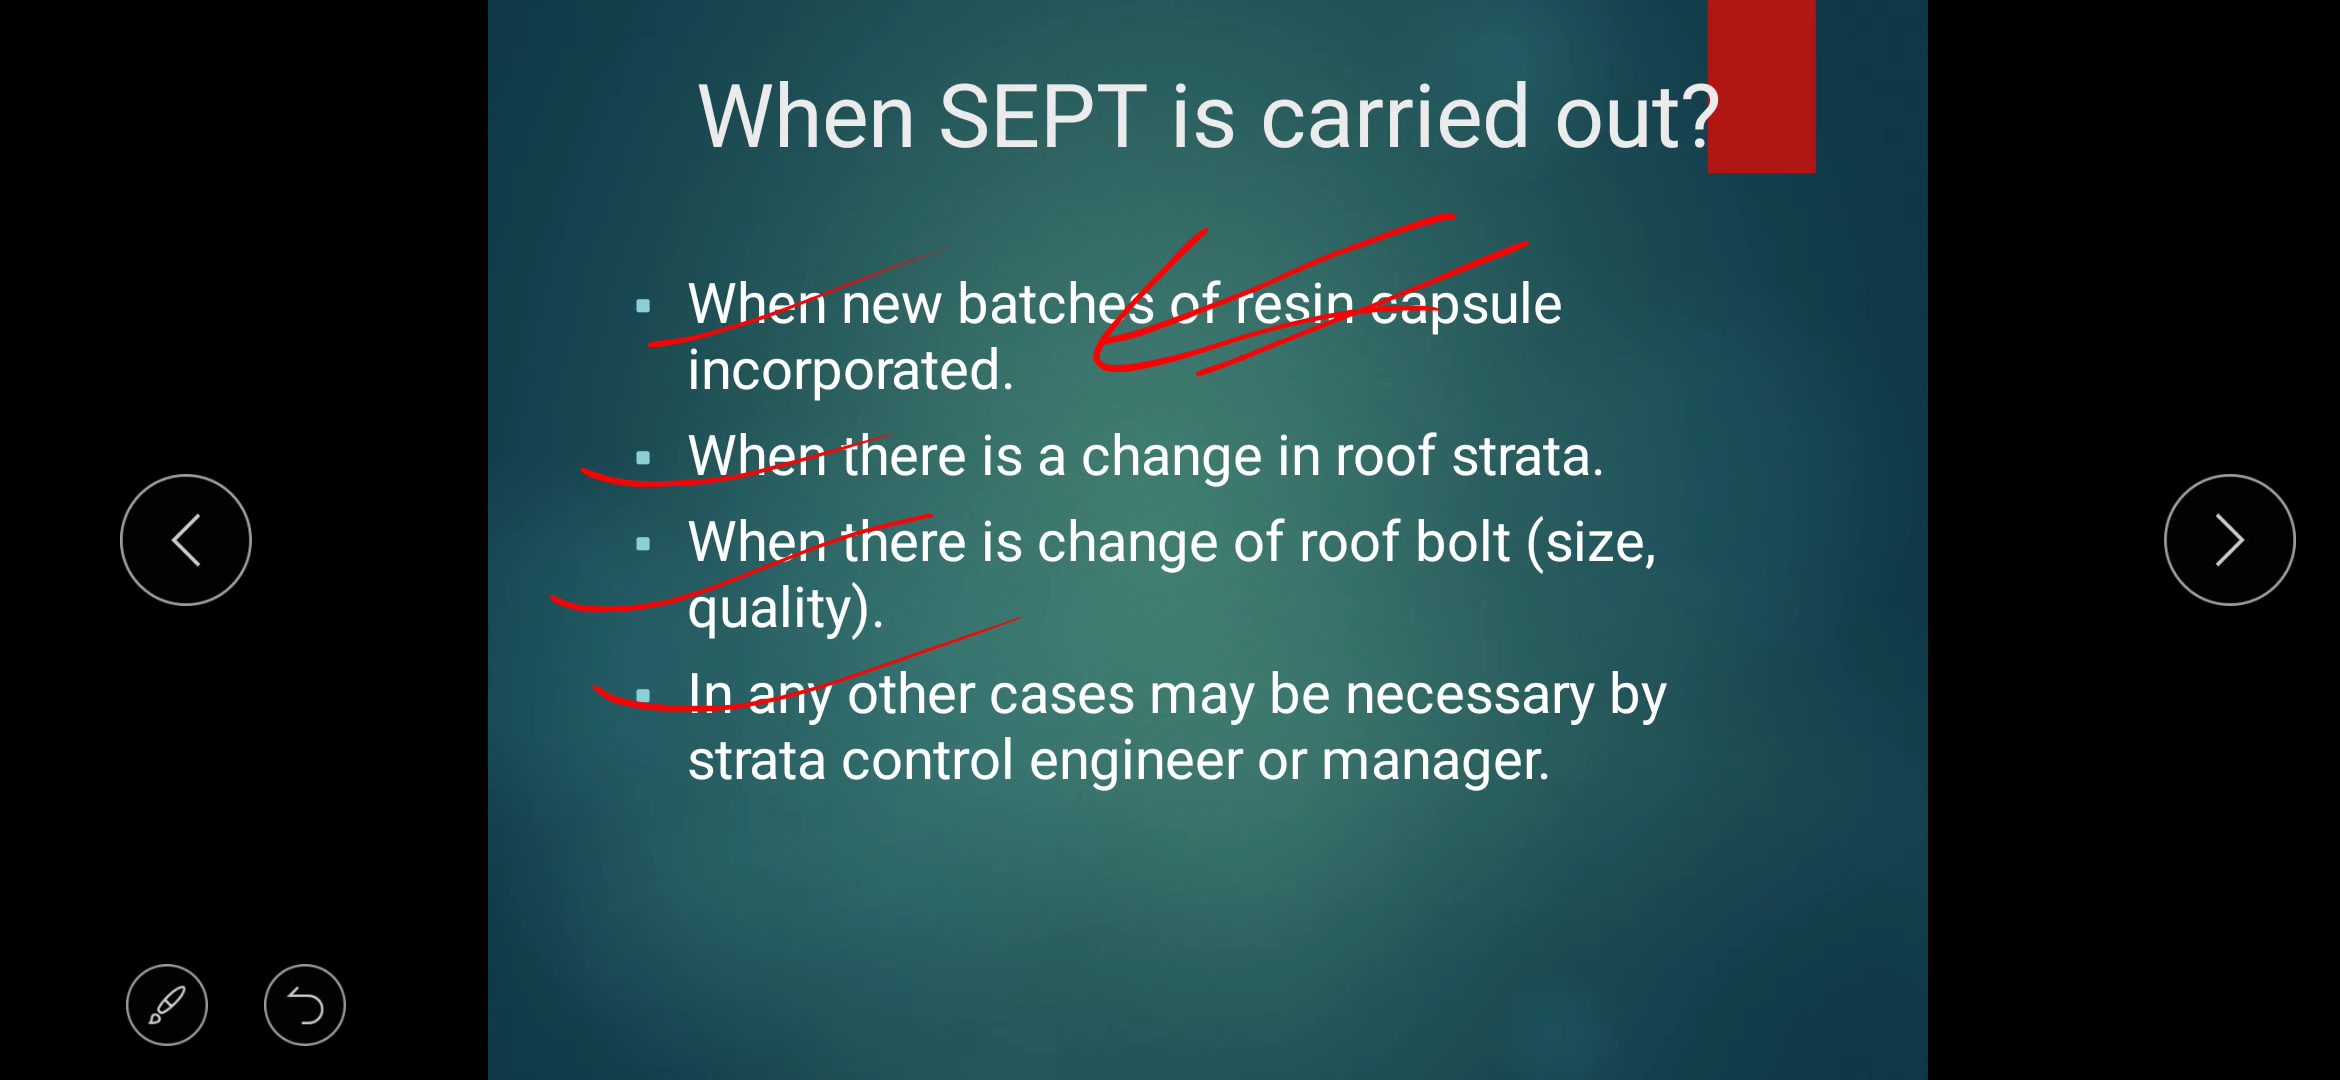 When SEPT is carried out?
When new batches of resin capsule
incorporated.
When there is a change in roof strata.
When there is change of roof bolt (size,
quality).
In any other cases may be necessary by
strata control engineer or manager.